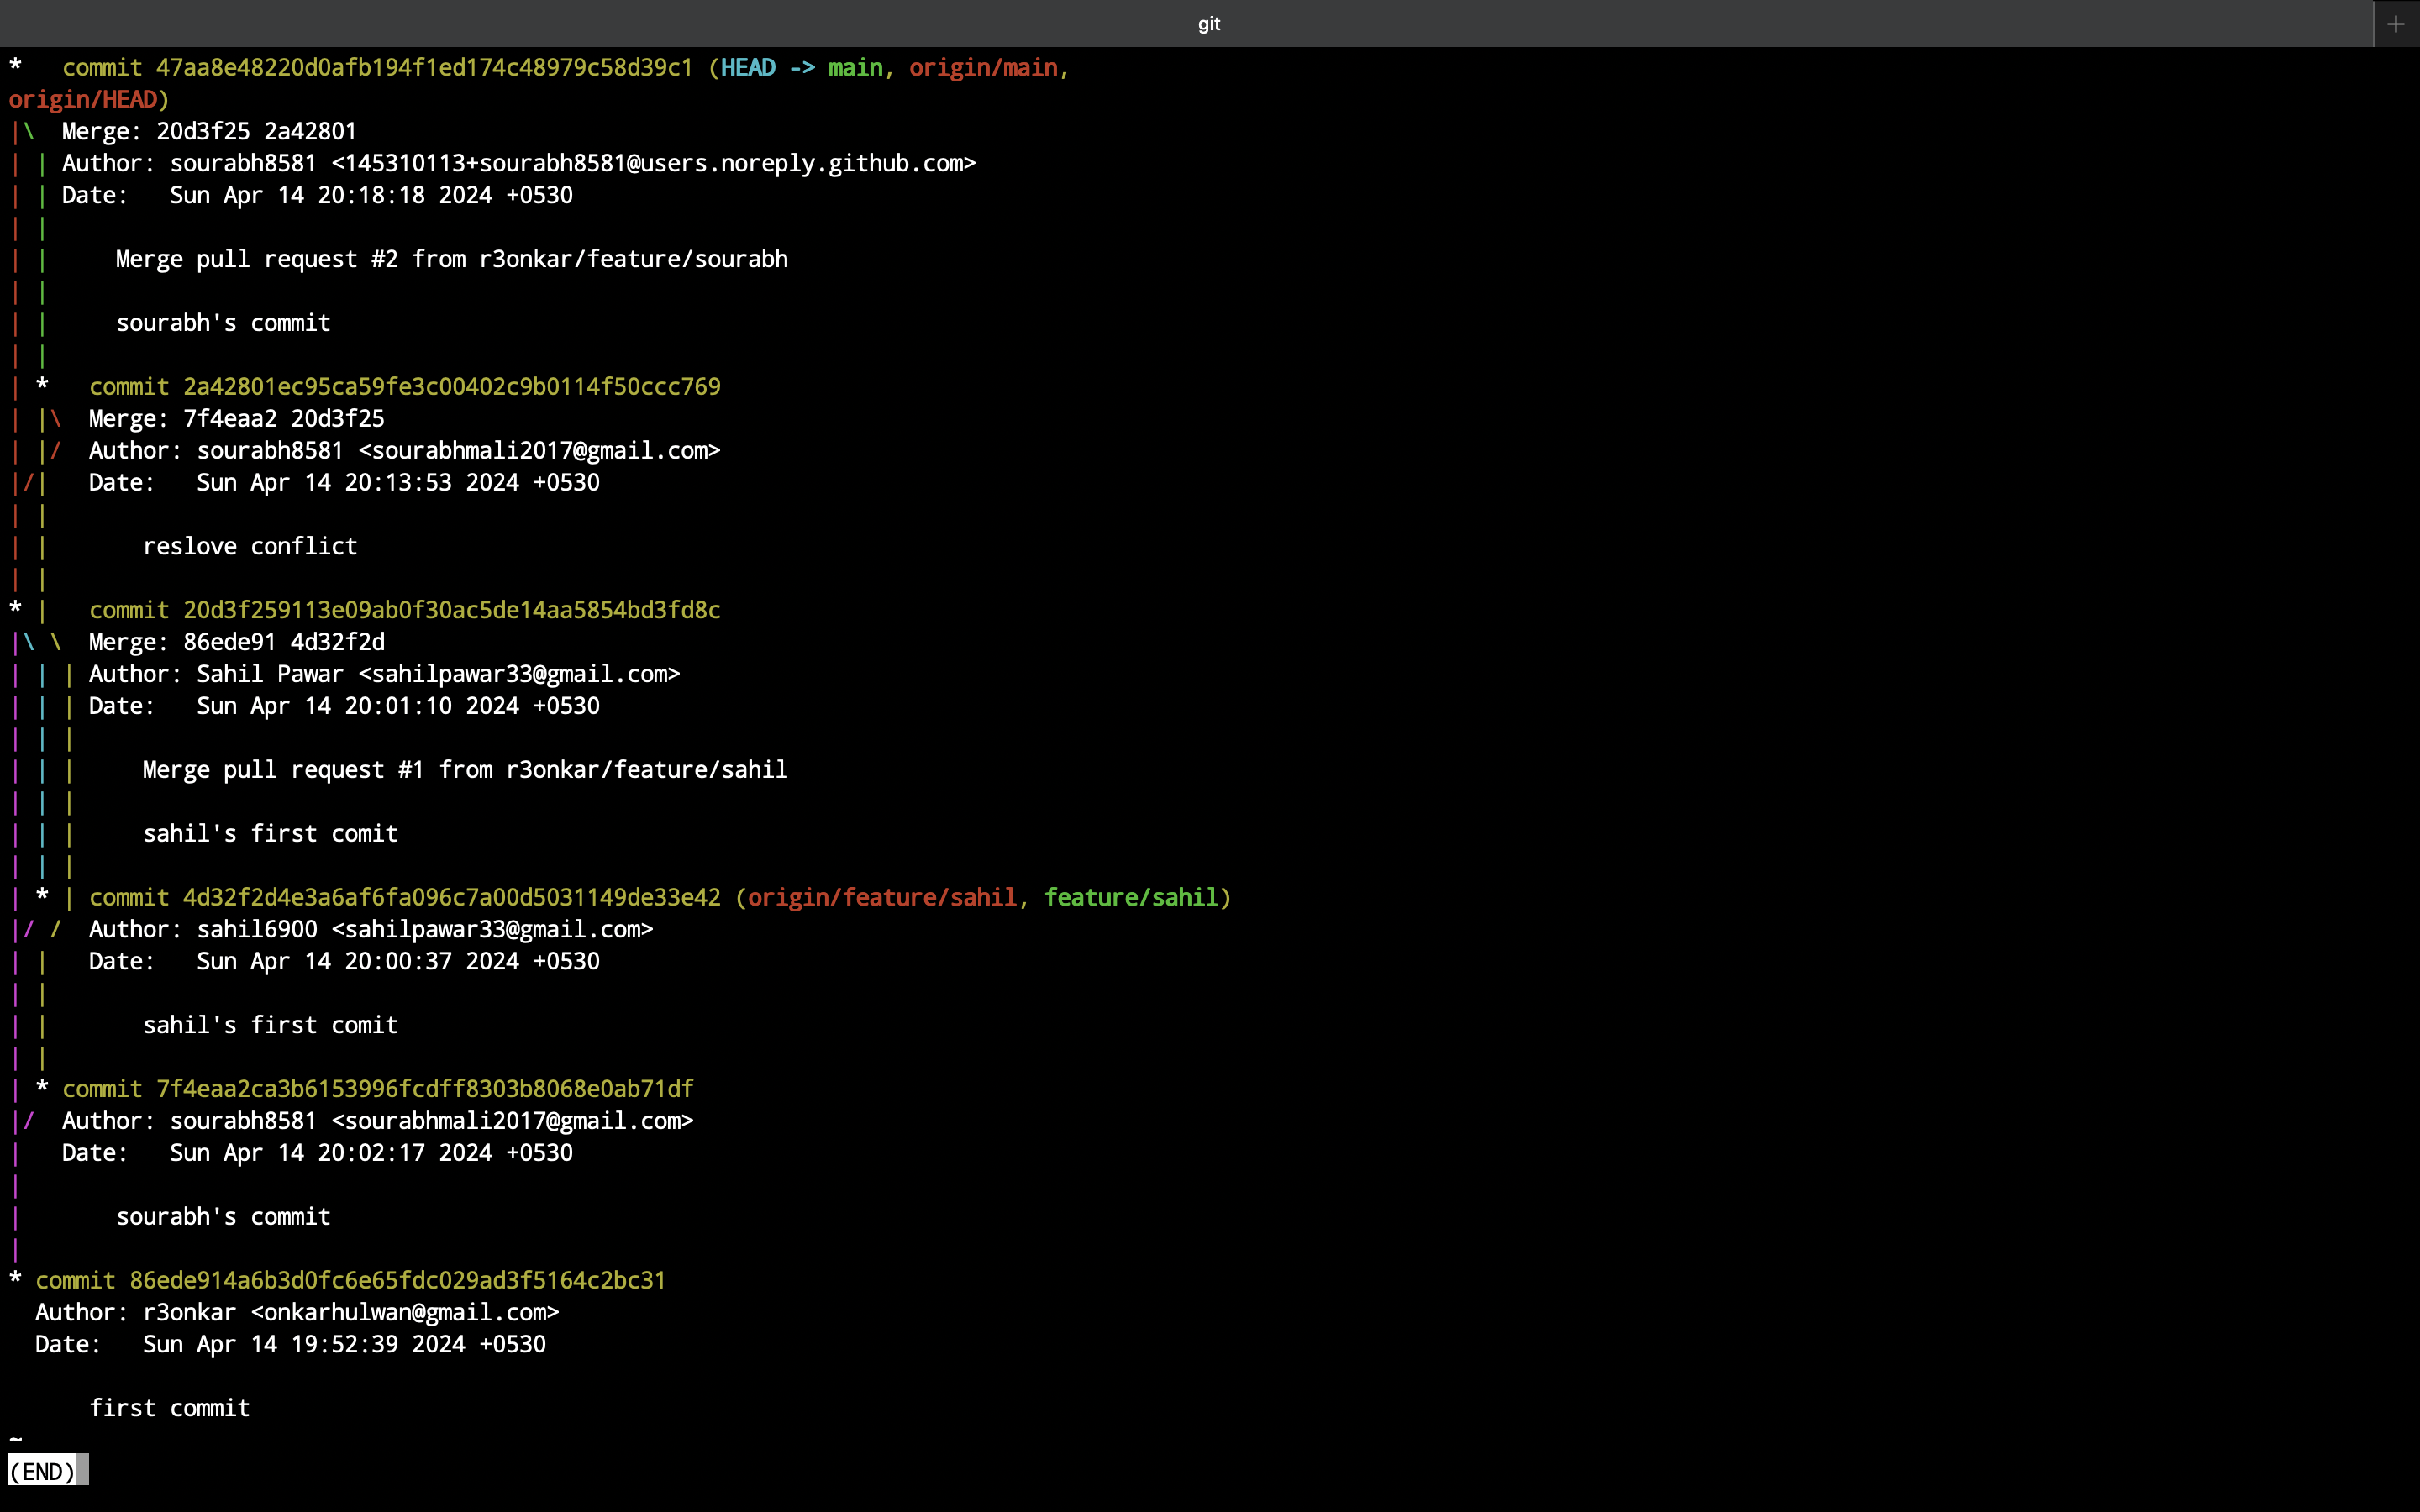 git
*   commit 47aa8e48220d0afb194f1ed174c48979c58d39c1 (HEAD -> main, origin/main,
origin/HEAD)
|\  Merge: 20d3f25 2a42801
| | Author: sourabh8581 <145310113+sourabh8581@users.noreply.github.com>
| | Date:   Sun Apr 14 20:18:18 2024 +0530
| |
| |     Merge pull request #2 from r3onkar/feature/sourabh
| |
| |     sourabh's commit
| |
| *   commit 2a42801ec95ca59fe3c00402c9b0114f50ccc769
| |\  Merge: 7f4eaa2 20d3f25
| |/  Author: sourabh8581 <sourabhmali2017@gmail.com>
|/|   Date:   Sun Apr 14 20:13:53 2024 +0530
| |
| |       reslove conflict
| |
* |   commit 20d3f259113e09ab0f30ac5de14aa5854bd3fd8c
|\ \  Merge: 86ede91 4d32f2d
| | | Author: Sahil Pawar <sahilpawar33@gmail.com>
| | | Date:   Sun Apr 14 20:01:10 2024 +0530
| | |
| | |     Merge pull request #1 from r3onkar/feature/sahil
| | |
| | |     sahil's first comit
| | |
| * | commit 4d32f2d4e3a6af6fa096c7a00d5031149de33e42 (origin/feature/sahil, feature/sahil)
|/ /  Author: sahil6900 <sahilpawar33@gmail.com>
| |   Date:   Sun Apr 14 20:00:37 2024 +0530
| |
| |       sahil's first comit
| |
| * commit 7f4eaa2ca3b6153996fcdff8303b8068e0ab71df
|/  Author: sourabh8581 <sourabhmali2017@gmail.com>
|   Date:   Sun Apr 14 20:02:17 2024 +0530
|
|       sourabh's commit
|
* commit 86ede914a6b3d0fc6e65fdc029ad3f5164c2bc31
  Author: r3onkar <onkarhulwan@gmail.com>
  Date:   Sun Apr 14 19:52:39 2024 +0530

      first commit
~
(END)